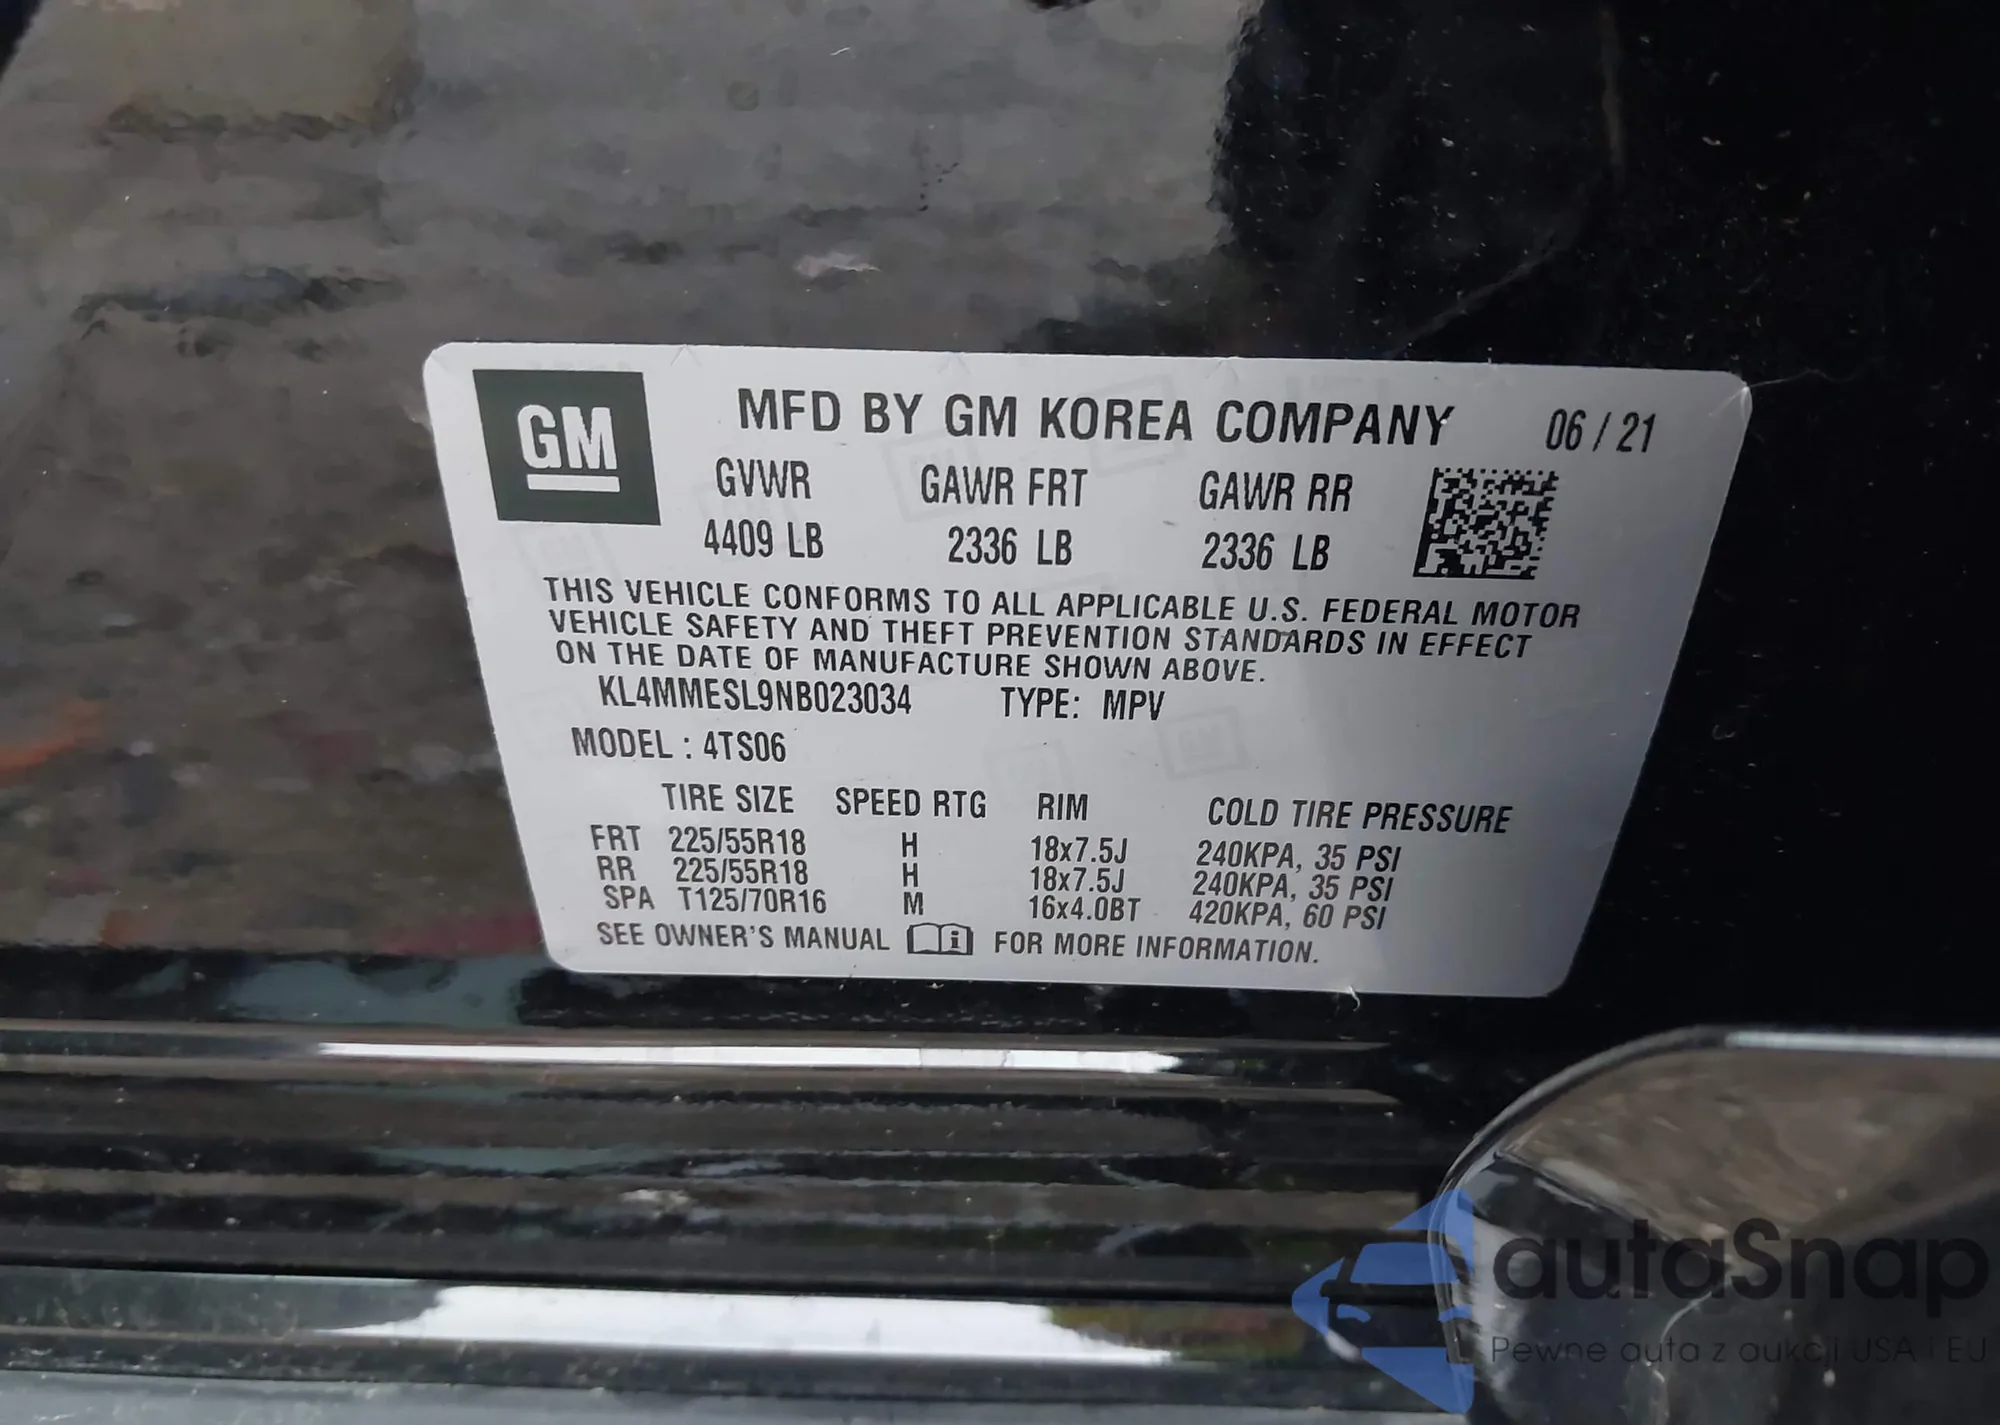 GM
MFD BY GM KOREA COMPANY 06 / 21
GVWR GAWR FRT GAWR RR
4409 LB 2336 LB 2336 LB
THIS VEHICLE CONFORMS TO ALL APPLICABLE U.S. FEDERAL MOTOR
VEHICLE SAFETY AND THEFT PREVENTION STANDARDS IN EFFECT
ON THE DATE OF MANUFACTURE SHOWN ABOVE.
KL4MMESL9NB023034 TYPE: MPV
MODEL : 4TS06
TIRE SIZE SPEED RTG RIM COLD TIRE PRESSURE
FRT 225/55R18 H 18x7.5J 240KPA, 35 PSI
RR 225/55R18 H 18x7.5J 240KPA, 35 PSI
SPA T125/70R16 M 16x4.0BT 420KPA, 60 PSI
SEE OWNER'S MANUAL i FOR MORE INFORMATION.
autaSnap
Pewne auta z aukcji USA i EU